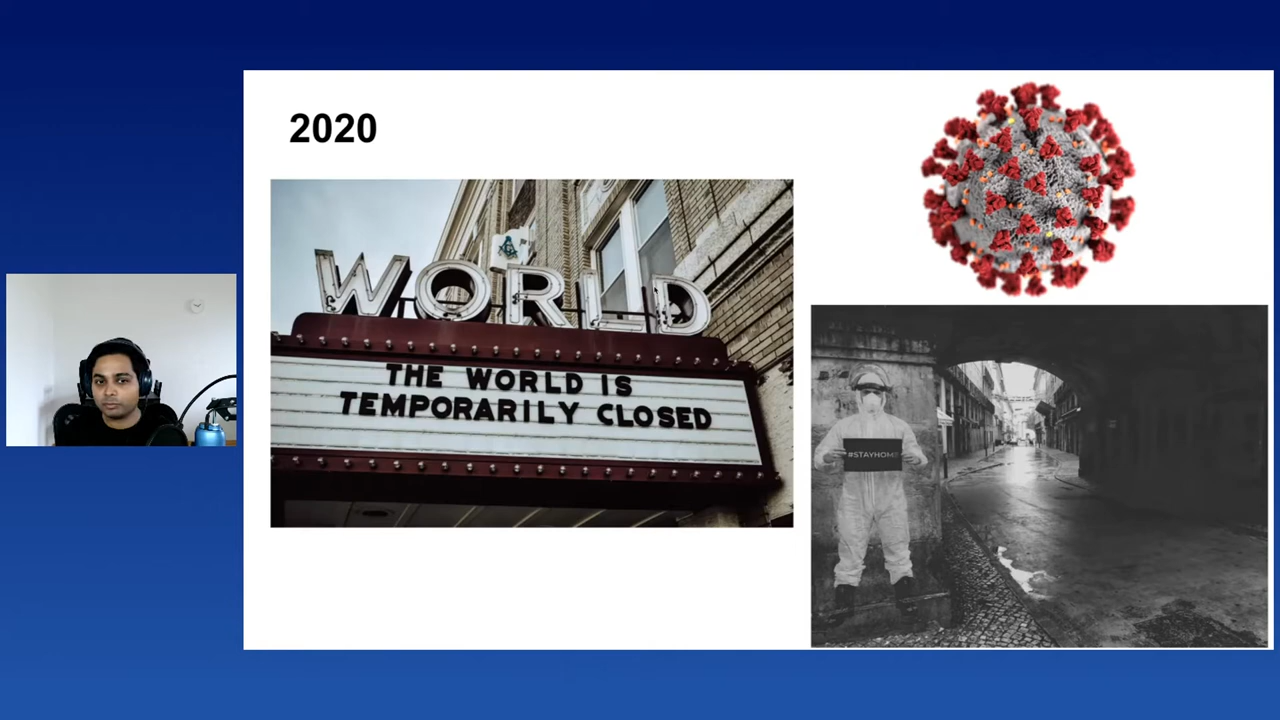 2020
WORLD
THE WORLD IS
TEMPORARILY CLOSED
#STAYHOME